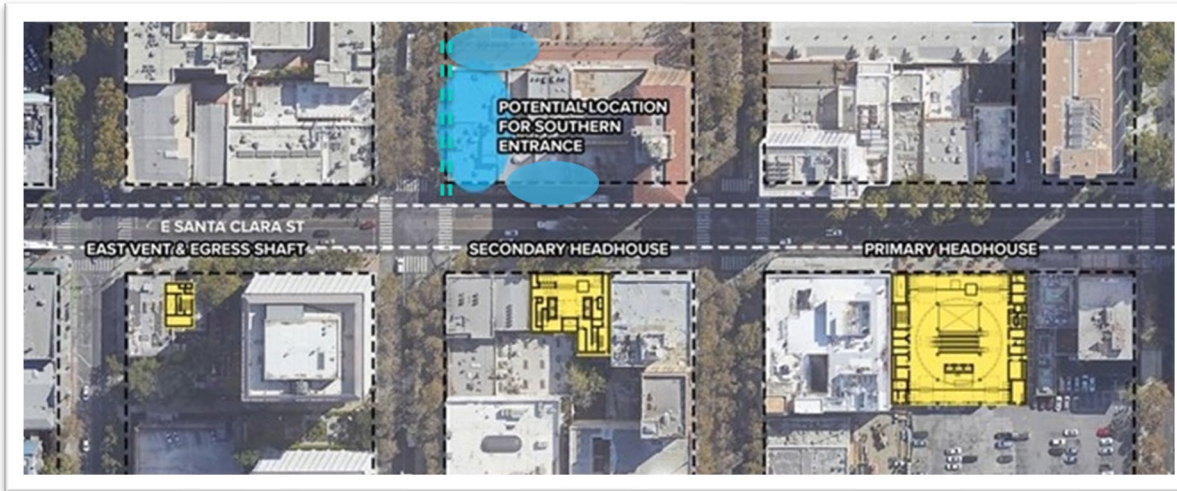 POTENTIAL LOCATION
FOR SOUTHERN
ENTRANCE
E SANTA CLARA ST
EAST VENT & EGRESS SHAFT
SECONDARY HEADHOUSE
PRIMARY HEADHOUSE